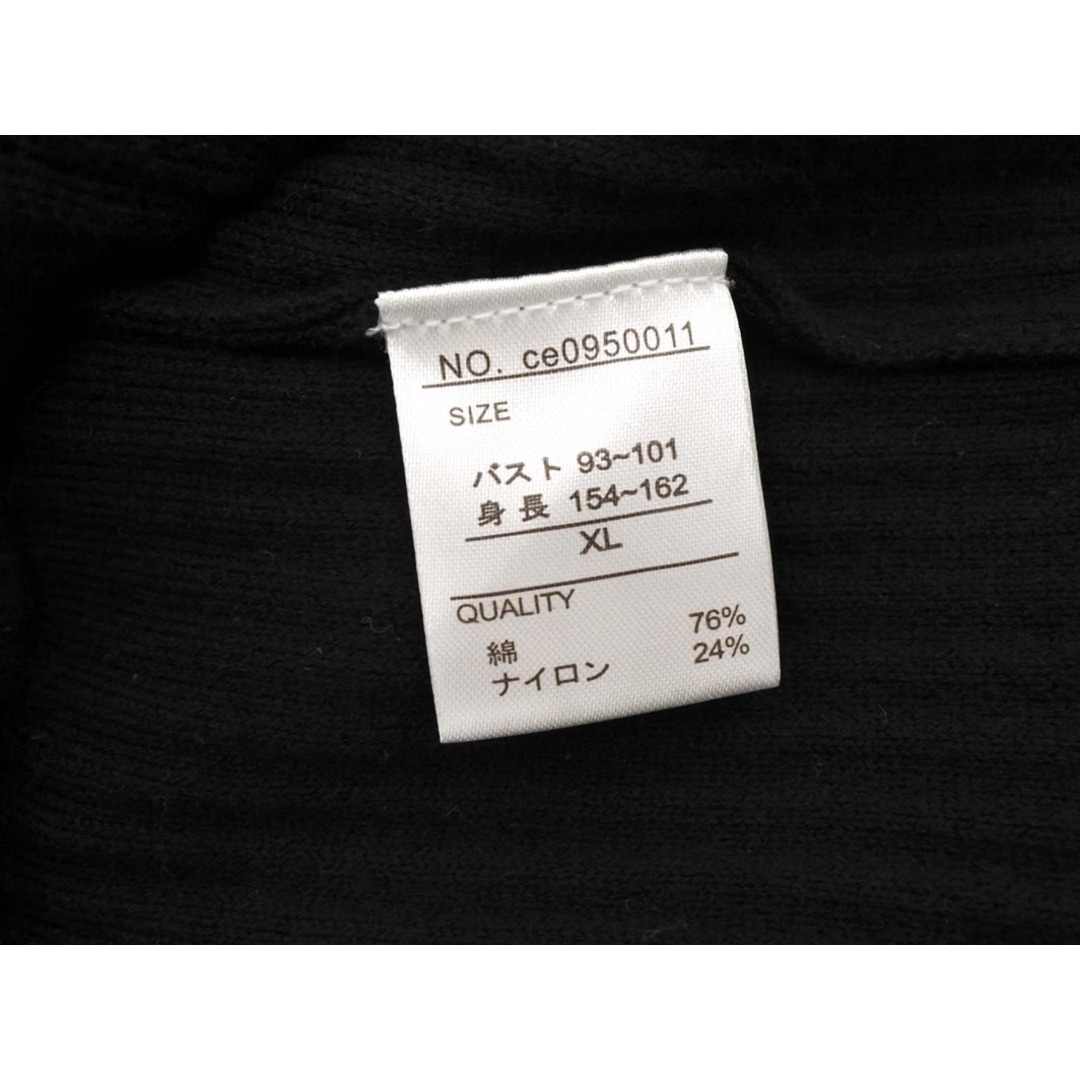 NO. ce0950011
SIZE
バスト 93~101
身長 154~162
XL
QUALITY
綿 76%
ナイロン 24%